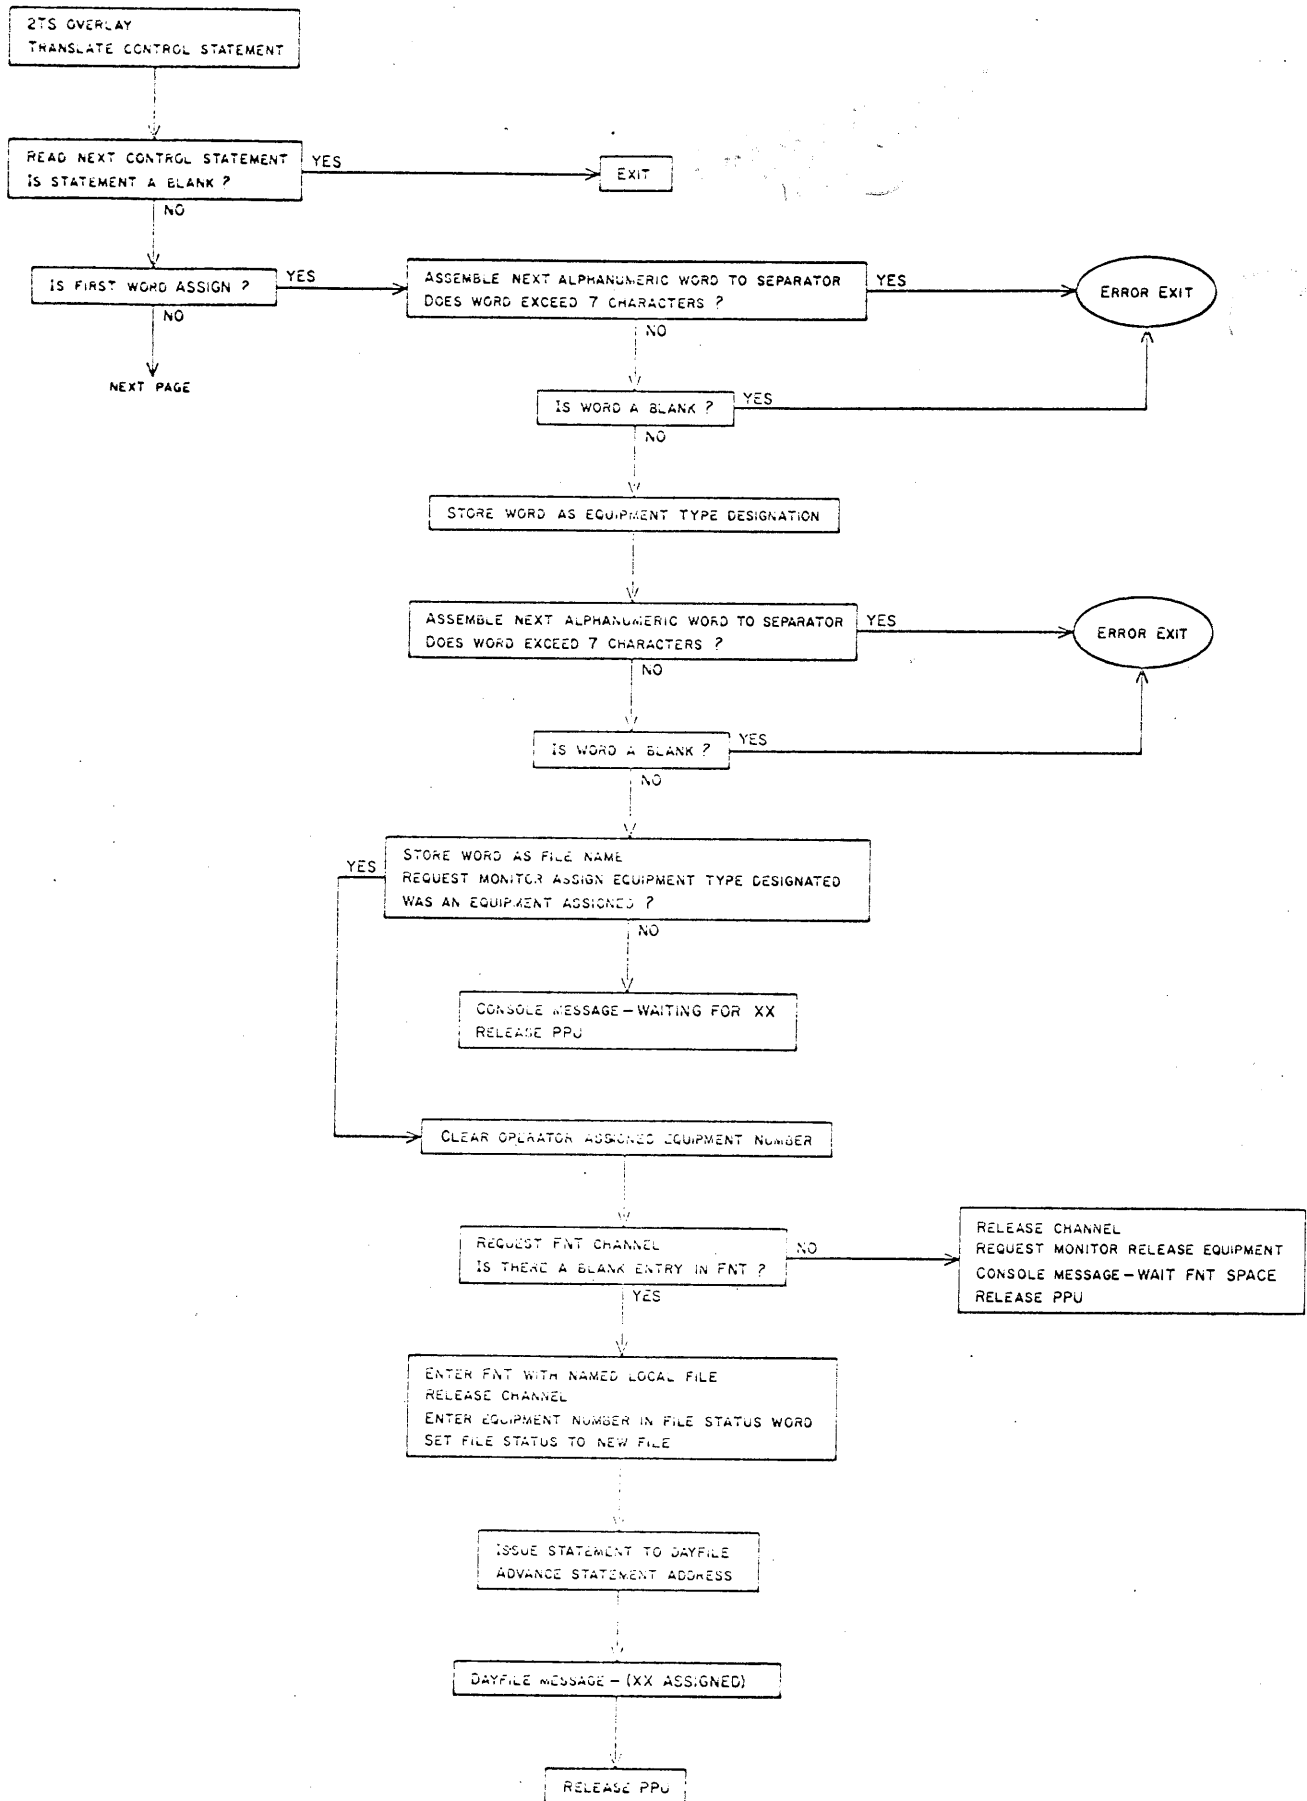 2TS OVERLAY
TRANSLATE CONTROL STATEMENT
READ NEXT CONTROL STATEMENT
IS STATEMENT A BLANK ?
YES
EXIT
NO
IS FIRST WORD ASSIGN ?
YES
ASSEMBLE NEXT ALPHANUMERIC WORD TO SEPARATOR
DOES WORD EXCEED 7 CHARACTERS ?
YES
ERROR EXIT
NO
NEXT PAGE
NO
IS WORD A BLANK ?
YES
NO
STORE WORD AS EQUIPMENT TYPE DESIGNATION
ASSEMBLE NEXT ALPHANUMERIC WORD TO SEPARATOR
DOES WORD EXCEED 7 CHARACTERS ?
YES
ERROR EXIT
NO
IS WORD A BLANK ?
YES
NO
STORE WORD AS FILE NAME
REQUEST MONITOR ASSIGN EQUIPMENT TYPE DESIGNATED
WAS AN EQUIPMENT ASSIGNED ?
YES
NO
CONSOLE MESSAGE – WAITING FOR XX
RELEASE PPU
CLEAR OPERATOR ASSIGNED EQUIPMENT NUMBER
REQUEST FNT CHANNEL
IS THERE A BLANK ENTRY IN FNT ?
NO
RELEASE CHANNEL
REQUEST MONITOR RELEASE EQUIPMENT
CONSOLE MESSAGE – WAIT FNT SPACE
RELEASE PPU
YES
ENTER FNT WITH NAMED LOCAL FILE
RELEASE CHANNEL
ENTER EQUIPMENT NUMBER IN FILE STATUS WORD
SET FILE STATUS TO NEW FILE
ISSUE STATEMENT TO DAYFILE
ADVANCE STATEMENT ADDRESS
DAYFILE MESSAGE – (XX ASSIGNED)
RELEASE PPU